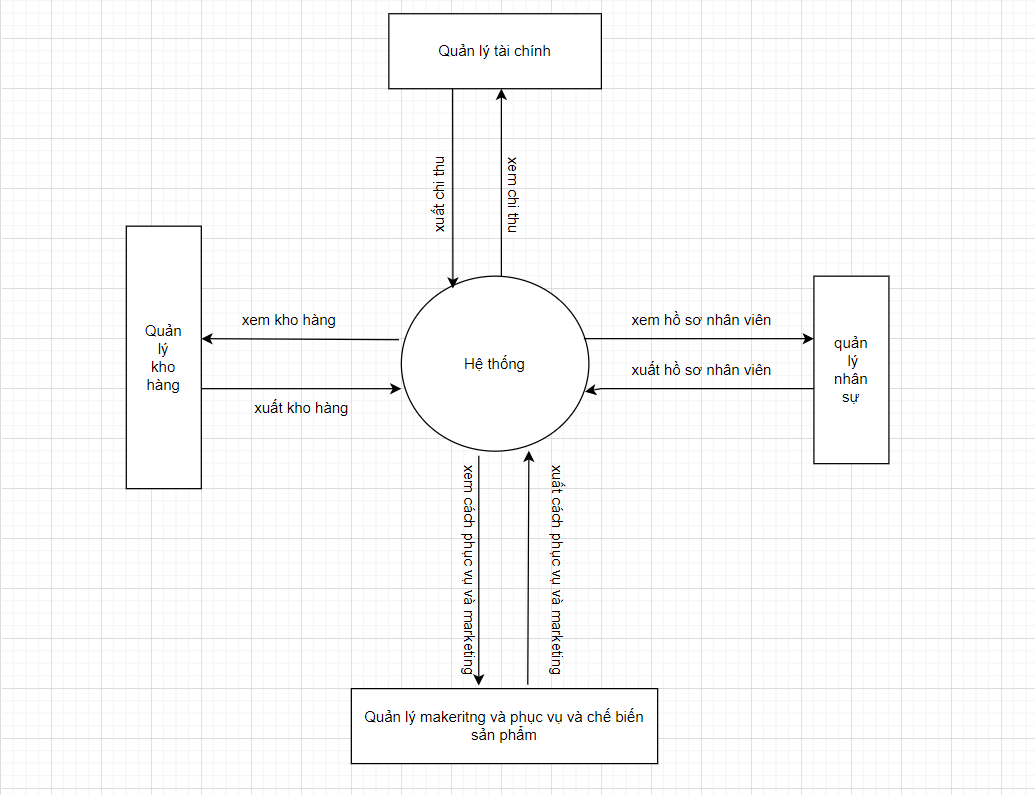 Quản lý tài chính
xuất chi thu
xem chi thu
Quản
lý
kho
hàng
xem kho hàng
xuất kho hàng
Hệ thống
xem hồ sơ nhân viên
xuất hồ sơ nhân viên
quản
lý
nhân
sự
xem cách phục vụ và marketing
xuất cách phục vụ và marketing
Quản lý makeritng và phục vụ và chế biến
sản phẩm